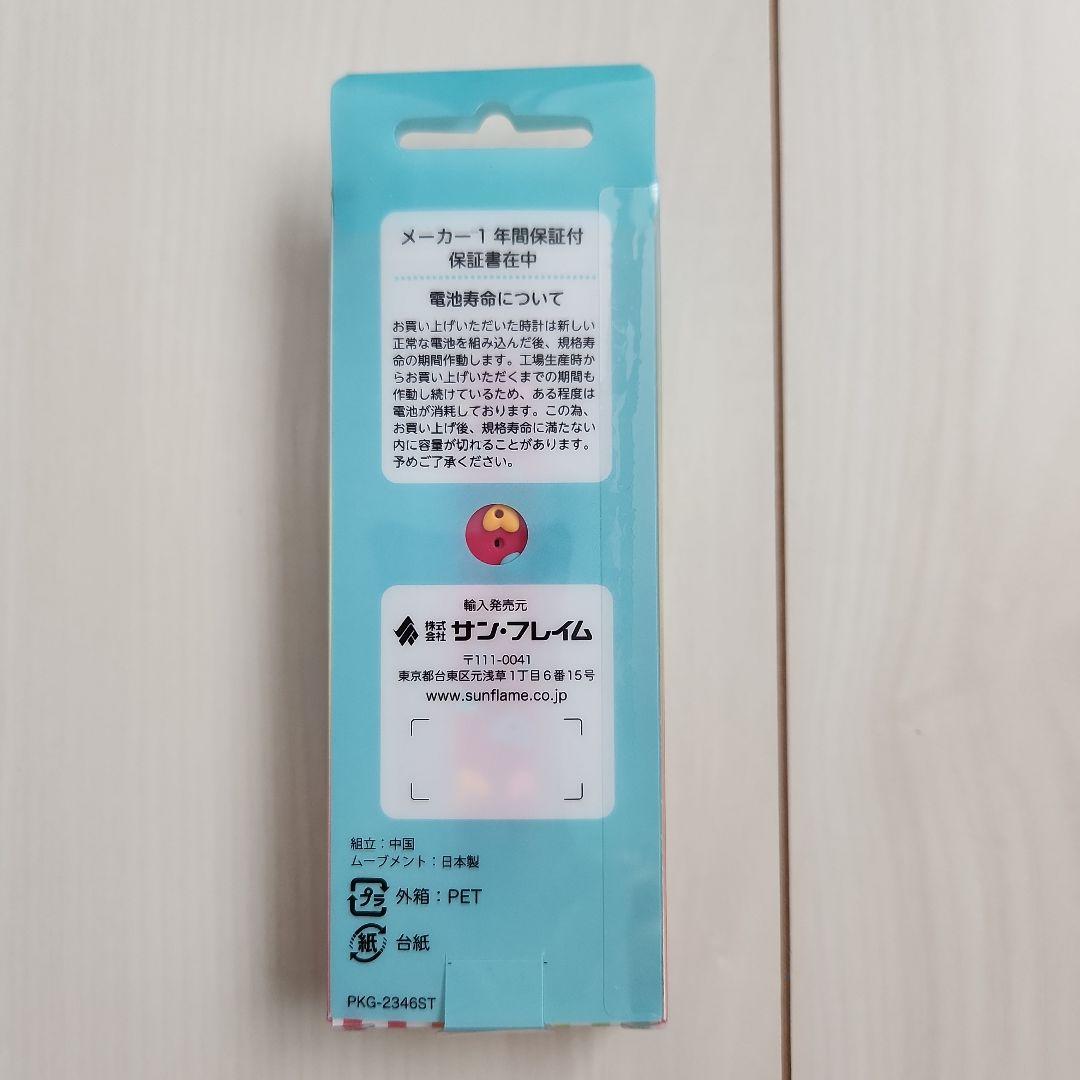 メーカー1年間保証付
保証書在中
電池寿命について
お買い上げいただいた時計は新しい
正常な電池を組み込んだ後、規格寿
命の期間作動します。工場生産時か
らお買い上げいただくまでの期間も
作動し続けているため、ある程度は
電池が消耗しております。この為、
お買い上げ後、規格寿命に満たない
内に容量が切れることがあります。
予めご了承ください。
輸入発売元
株式会社 サン・フレイム
〒111-0041
東京都台東区元浅草1丁目6番15号
www.sunflame.co.jp
組立：中国
ムーブメント：日本製
プラ 外箱：PET
紙 台紙
PKG-2346ST